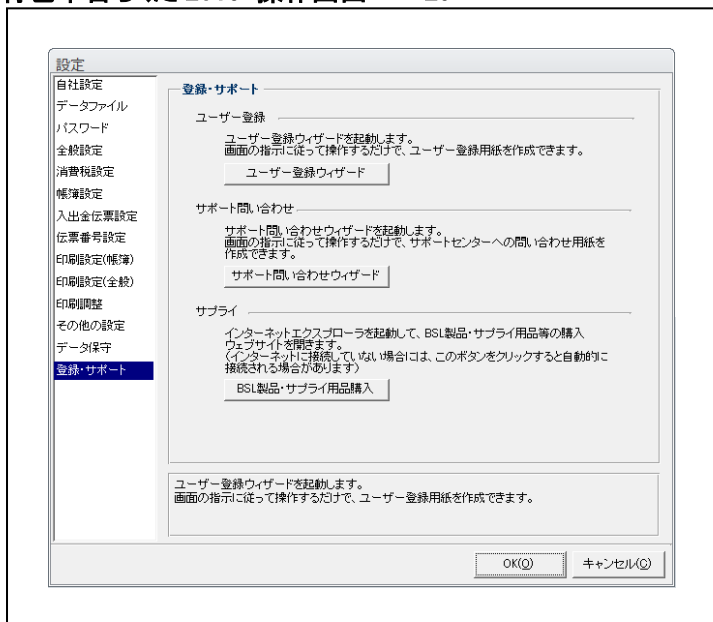 設定
自社設定
データファイル
パスワード
全般設定
消費税設定
帳簿設定
入出金伝票設定
伝票番号設定
印刷設定(帳簿)
印刷設定(全般)
印刷調整
その他の設定
データ保守
登録・サポート
登録・サポート
ユーザー登録
ユーザー登録ウィザードを起動します。
画面の指示に従って操作するだけで、ユーザー登録用紙を作成できます。
ユーザー登録ウィザード
サポート問い合わせ
サポート問い合わせウィザードを起動します。
画面の指示に従って操作するだけで、サポートセンターへの問い合わせ用紙を
作成できます。
サポート問い合わせウィザード
サプライ
インターネットエクスプローラを起動して、BSL製品・サプライ用品等の購入
ウェブサイトを開きます。
(インターネットに接続していない場合には、このボタンをクリックすると自動的に
接続される場合があります)
BSL製品・サプライ用品購入
ユーザー登録ウィザードを起動します。
画面の指示に従って操作するだけで、ユーザー登録用紙を作成できます。
OK(O)
キャンセル(C)